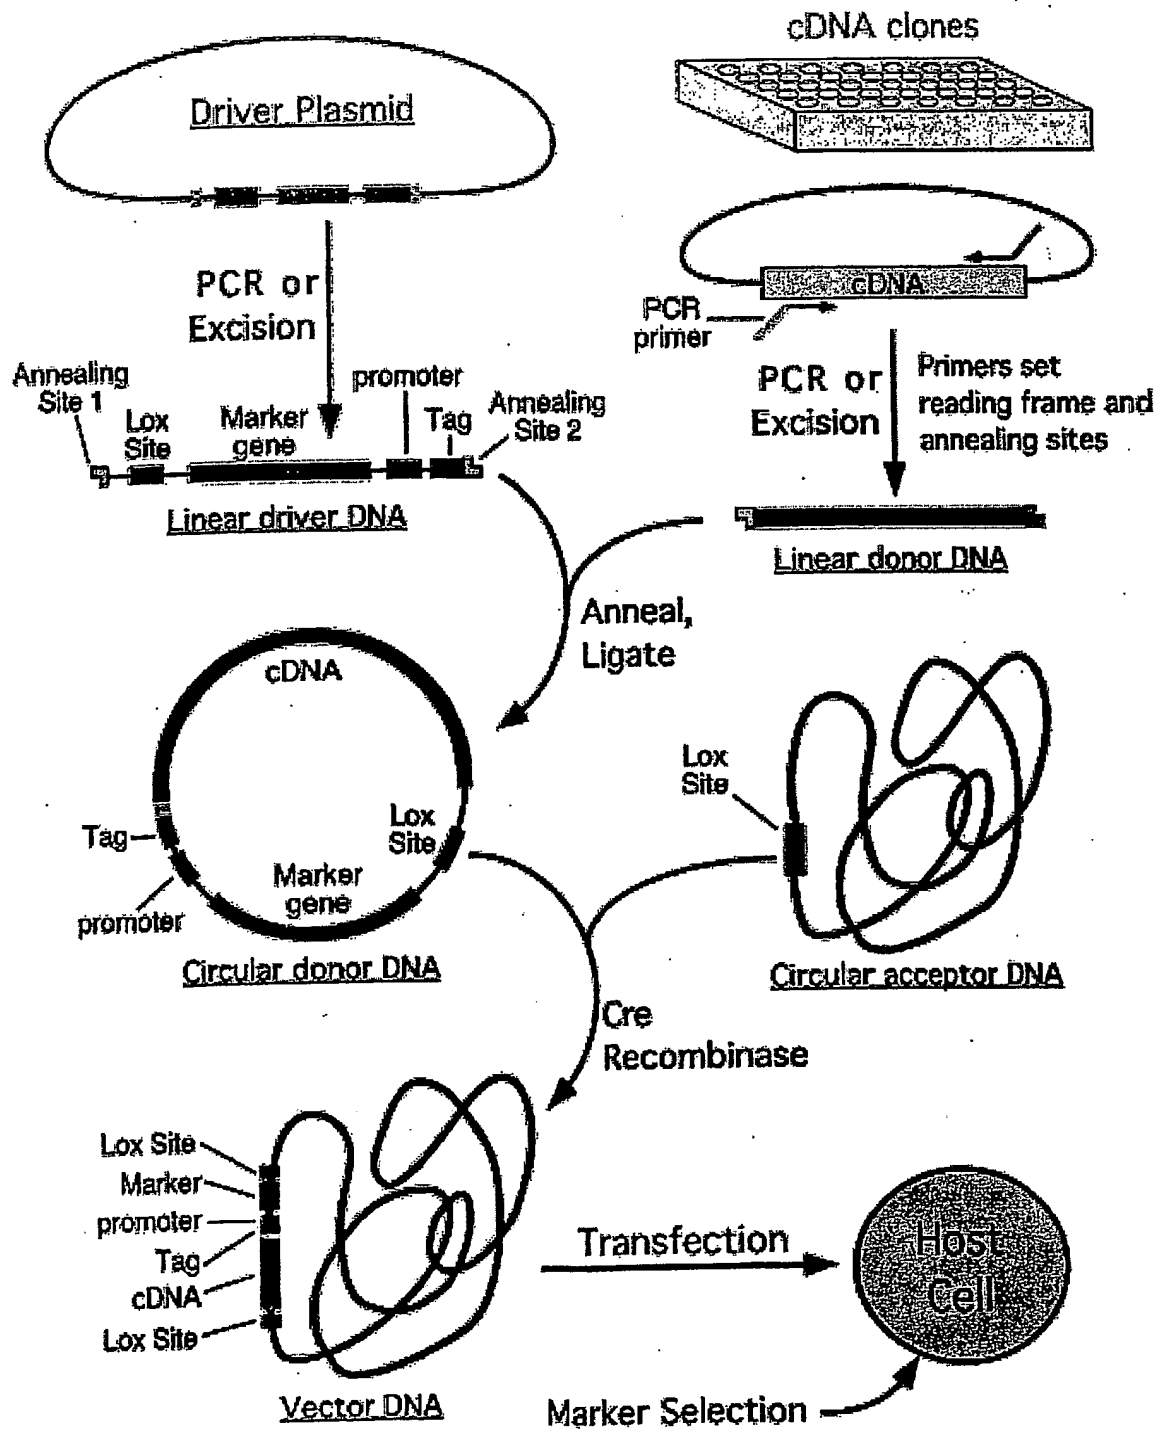 cDNA clones
Driver Plasmid
cDNA
PCR
primer
PCR or
Excision
PCR or
Excision
Primers set
reading frame and
annealing sites
Annealing
Site 1
Lox
Site
Marker
gene
promoter
Tag
Annealing
Site 2
Linear driver DNA
Linear donor DNA
Anneal,
Ligate
cDNA
Tag
promoter
Marker
gene
Lox
Site
Circular donor DNA
Lox
Site
Circular acceptor DNA
Cre
Recombinase
Lox Site
Marker
promoter
Tag
cDNA
Lox Site
Vector DNA
Transfection
Host
Cell
Marker Selection